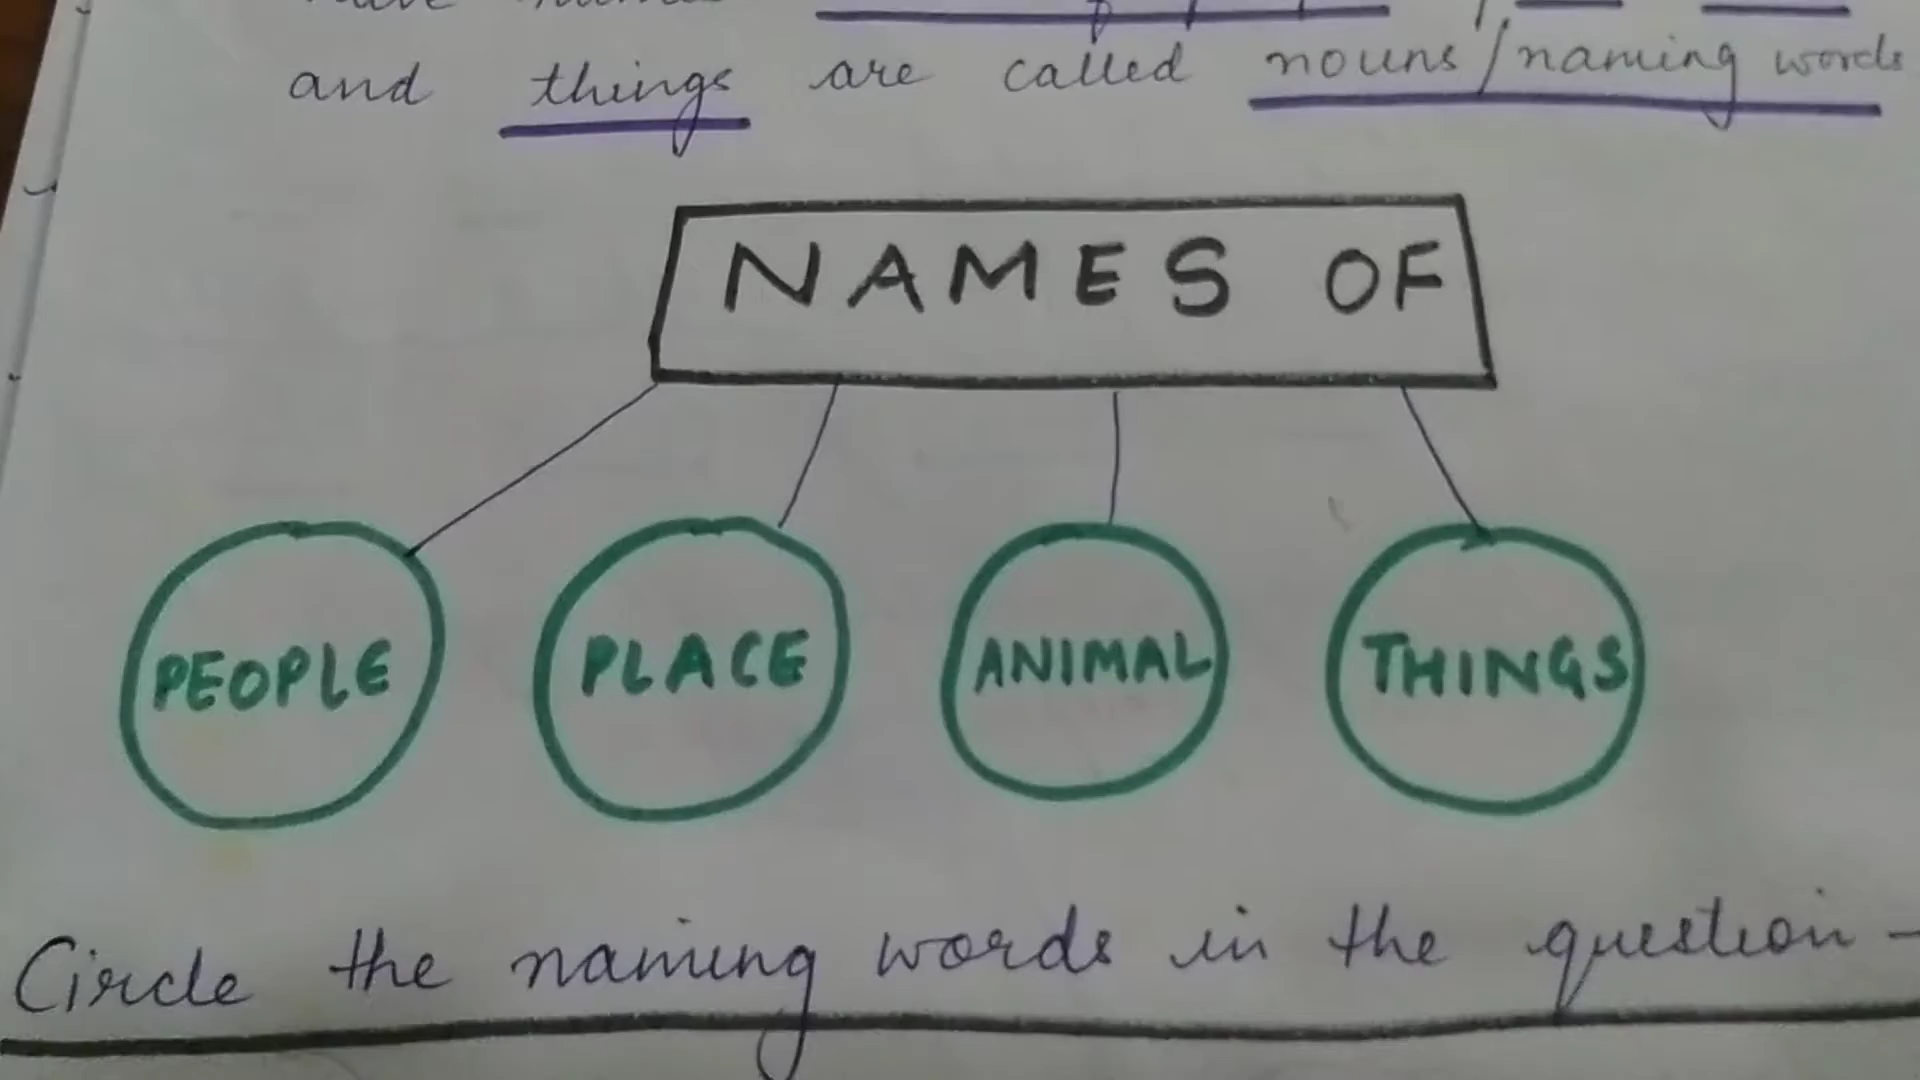 and things are called nouns/naming words
NAMES OF
PEOPLE PLACE ANIMAL THINGS
Circle the naming words in the question -